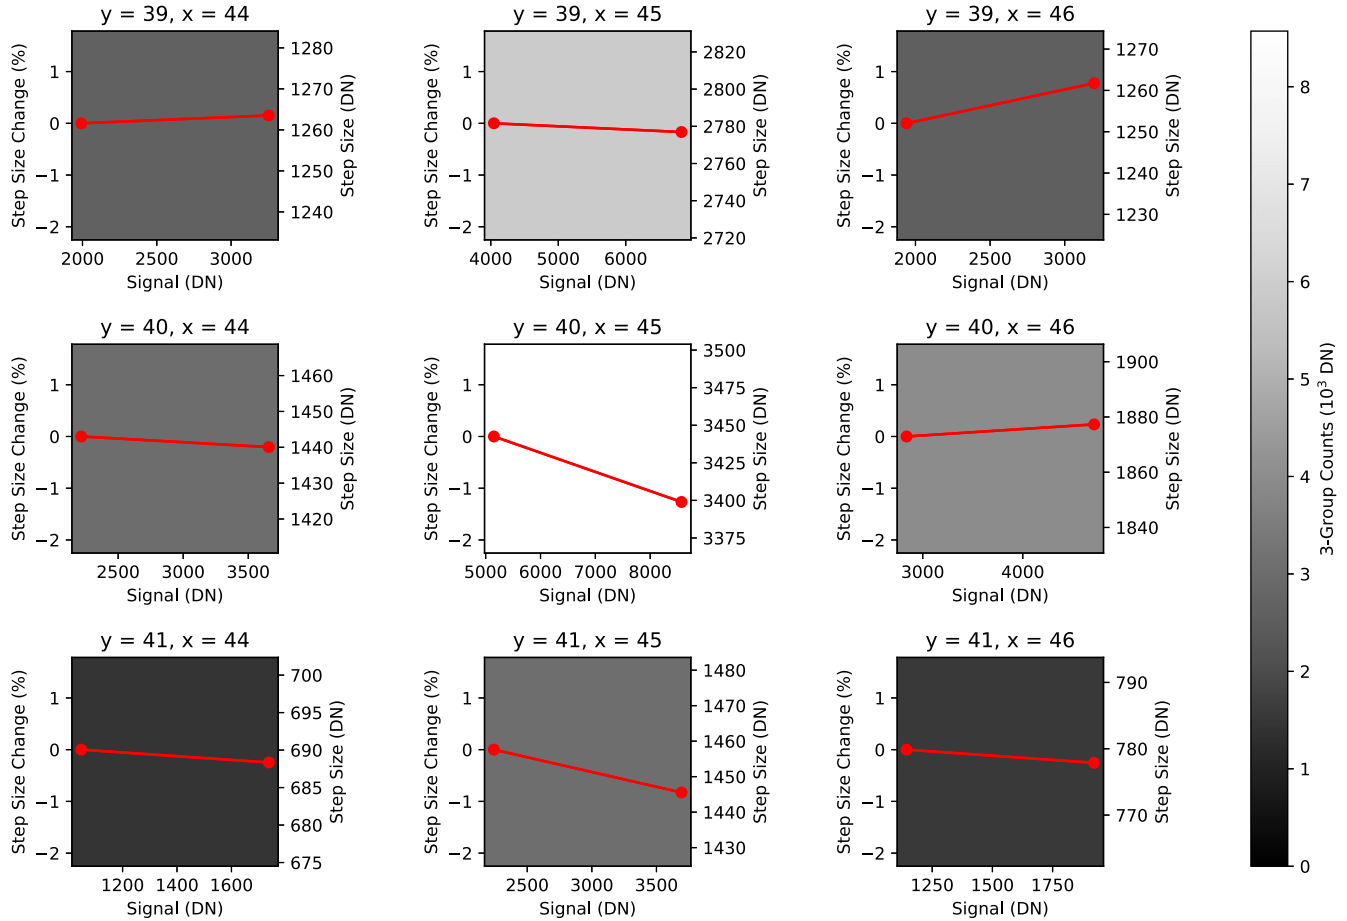 y = 39, x = 44
Step Size Change (%)
1
0
−1
−2
2000 3000
Signal (DN)
1280
1270
1260
1250
1240
Step Size (DN)
y = 39, x = 45
Step Size Change (%)
1
0
−1
−2
4000 5000 6000
Signal (DN)
2820
2800
2780
2760
2740
2720
Step Size (DN)
y = 39, x = 46
Step Size Change (%)
1
0
−1
−2
2000 3000
Signal (DN)
1270
1260
1250
1240
1230
Step Size (DN)
y = 40, x = 44
Step Size Change (%)
1
0
−1
−2
2500 3000 3500
Signal (DN)
1460
1450
1440
1430
1420
Step Size (DN)
y = 40, x = 45
Step Size Change (%)
1
0
−1
−2
5000 6000 7000 8000
Signal (DN)
3500
3475
3450
3425
3400
3375
Step Size (DN)
y = 40, x = 46
Step Size Change (%)
1
0
−1
−2
3000 4000
Signal (DN)
1900
1880
1860
1840
Step Size (DN)
y = 41, x = 44
Step Size Change (%)
1
0
−1
−2
1200 1400 1600
Signal (DN)
700
695
690
685
680
675
Step Size (DN)
y = 41, x = 45
Step Size Change (%)
1
0
−1
−2
2500 3000 3500
Signal (DN)
1480
1470
1460
1450
1440
1430
Step Size (DN)
y = 41, x = 46
Step Size Change (%)
1
0
−1
−2
1250 1500 1750
Signal (DN)
790
780
770
Step Size (DN)
8
7
6
5
4
3
2
1
0
3-Group Counts (10³ DN)